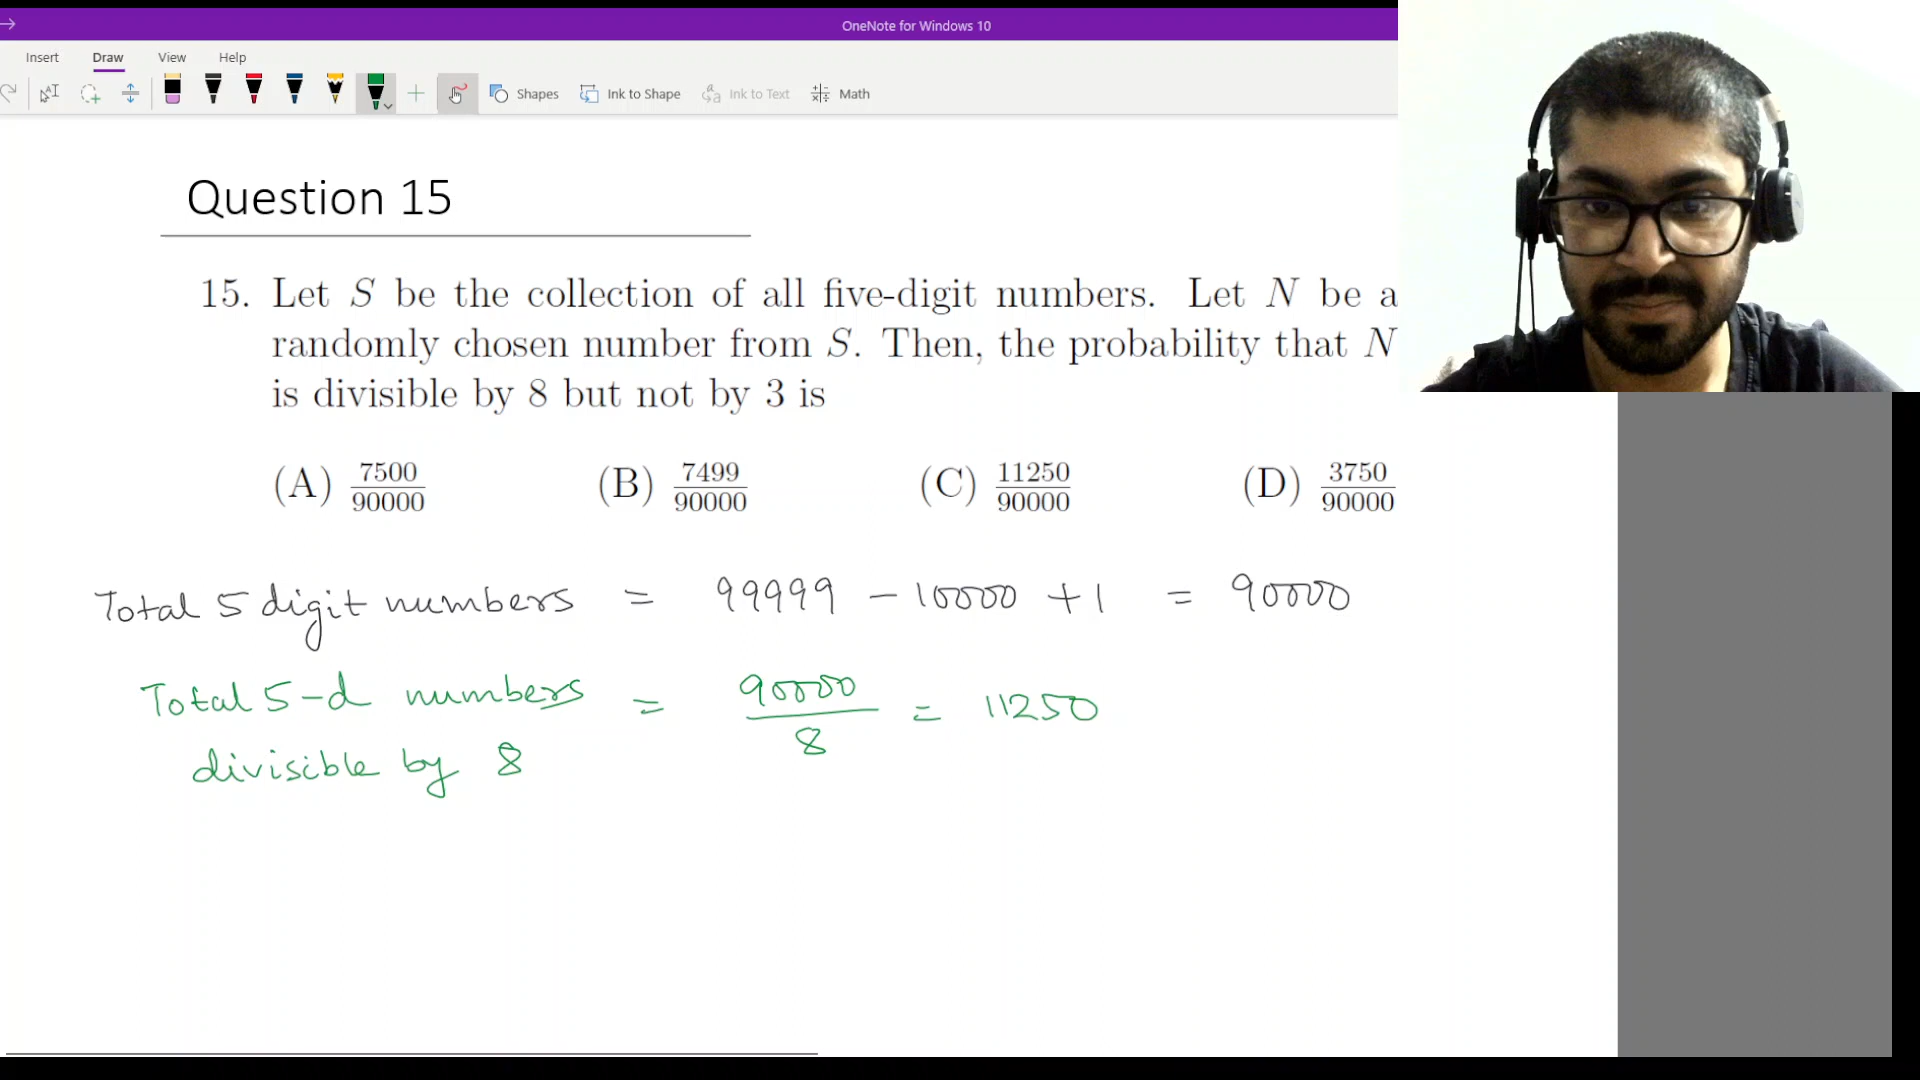 OneNote for Windows 10
Insert Draw View Help
Shapes Ink to Shape Ink to Text Math
Question 15
15. Let S be the collection of all five-digit numbers. Let N be a
randomly chosen number from S. Then, the probability that N
is divisible by 8 but not by 3 is
(A) 7500/90000 (B) 7499/90000 (C) 11250/90000 (D) 3750/90000
Total 5 digit numbers = 99999 - 10000 + 1 = 90000
Total 5-d numbers = 90000/8 = 11250
divisible by 8